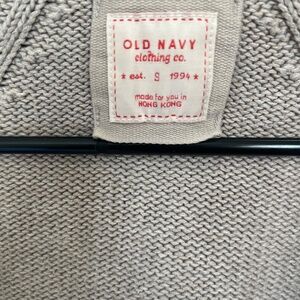 OLD NAVY
clothing co.
★ est. S 1994 ★
made for you in
HONG KONG